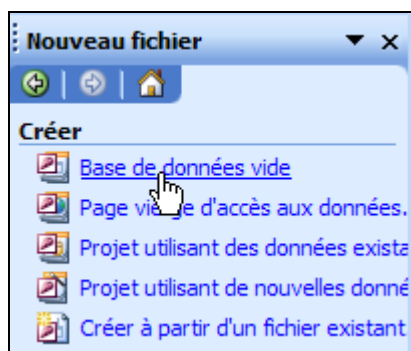 Nouveau fichier
Créer
Base de données vide
Page vierge d'accès aux données.
Projet utilisant des données exista
Projet utilisant de nouvelles donné
Créer à partir d'un fichier existant